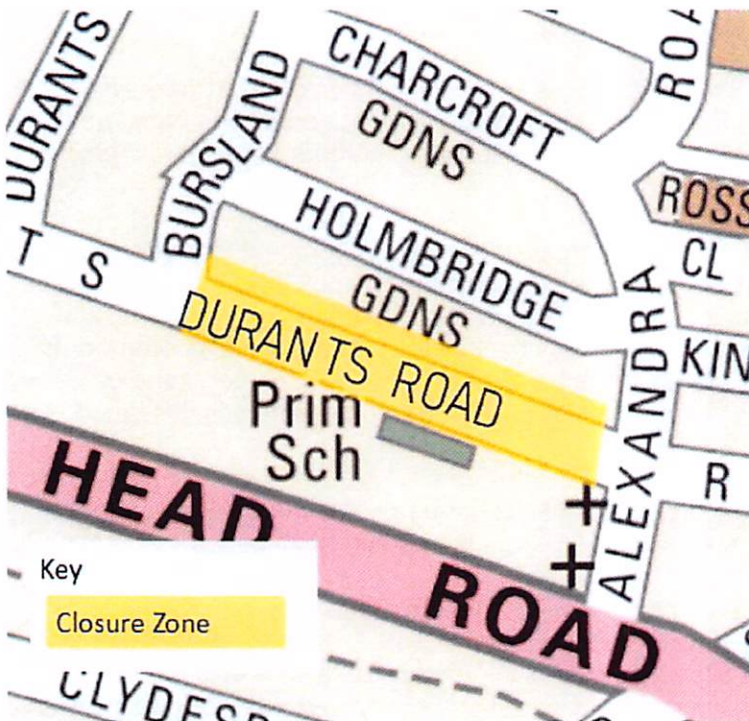 DURANTS
BURSLAND
CHARCROFT
GDNS
ROA
ROSS
CL
HOLMBRIDGE
GDNS
T S
DURANTS ROAD
ALEXANDRA
KIN
Prim
Sch
R
HEAD
ROAD
Key
Closure Zone
CLYDESB